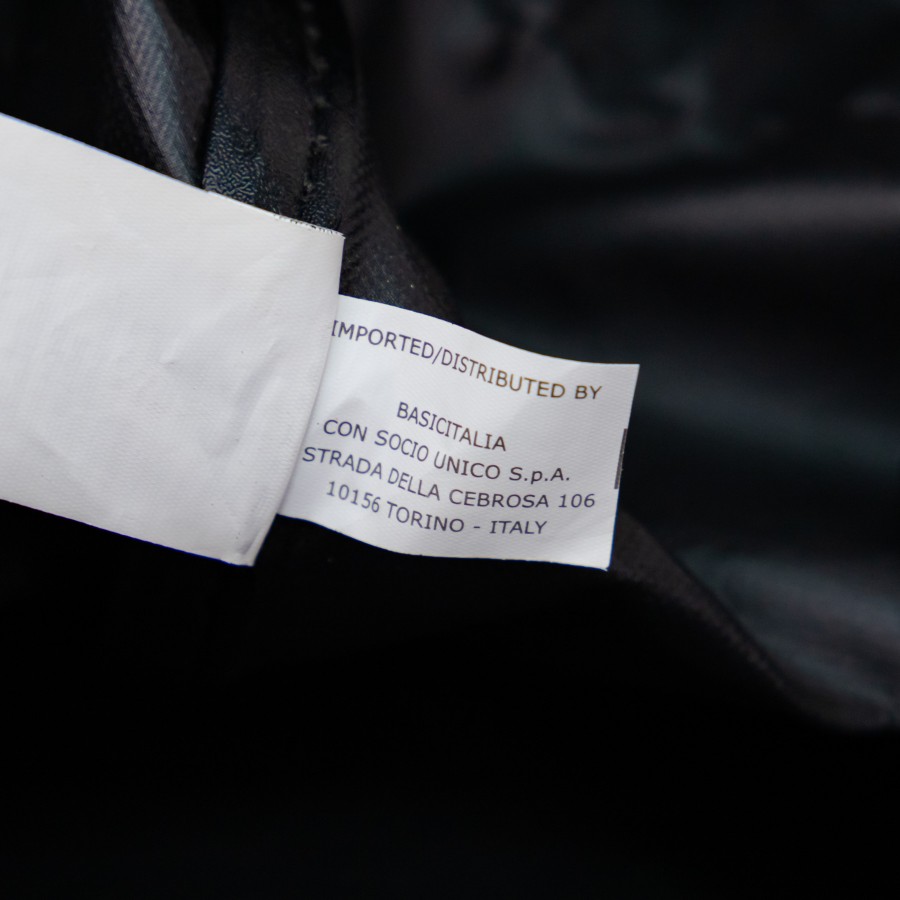 IMPORTED/DISTRIBUTED BY
BASICITALIA
CON SOCIO UNICO S.p.A.
STRADA DELLA CEBROSA 106
10156 TORINO - ITALY